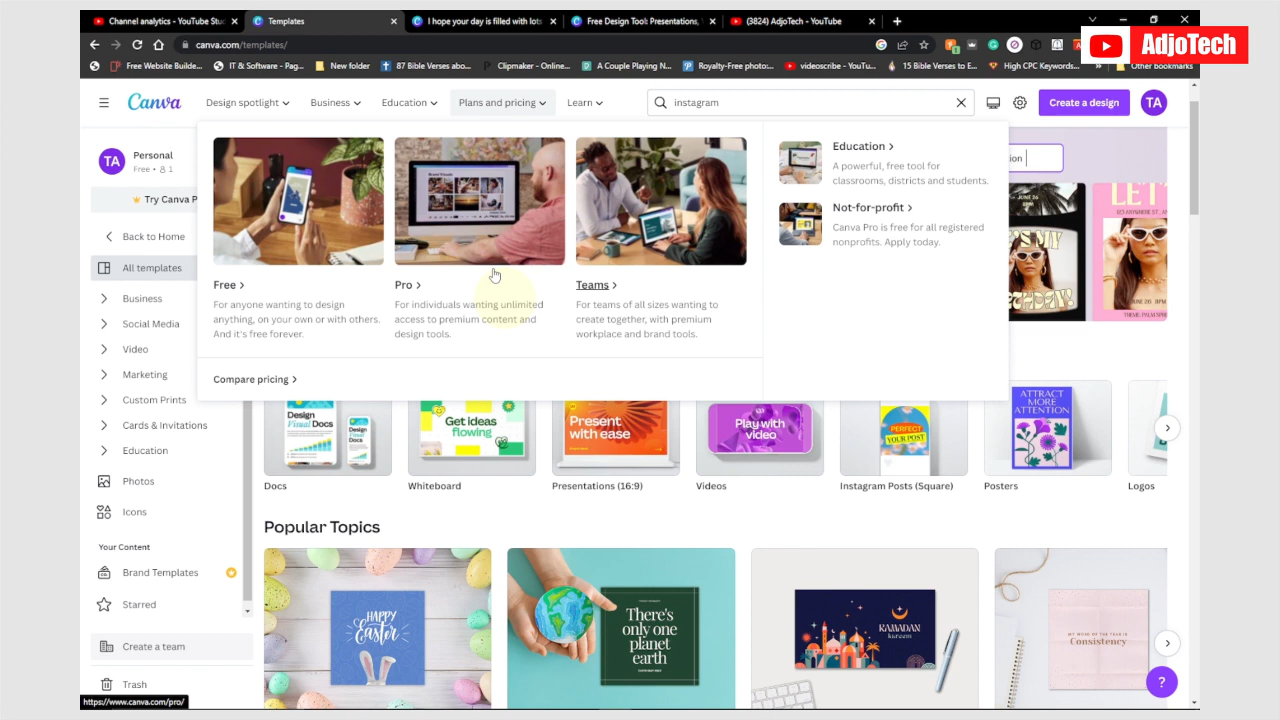 Channel analytics - YouTube Stu
Templates
I hope your day is filled with lots
Free Design Tool: Presentations, V
(3824) AdjoTech - YouTube
AdjoTech
canva.com/templates/
Free Website Builde...
IT & Software - Pag...
New folder
87 Bible Verses abo...
Clipmaker - Online...
A Couple Playing N...
Royalty-Free photo:...
videoscribe - YouTu...
15 Bible Verses to E...
High CPC Keywords...
Other bookmarks
Canva
Design spotlight
Business
Education
Plans and pricing
Learn
instagram
Create a design
TA
TA
Personal
Free • 1
Try Canva P
Back to Home
All templates
Business
Social Media
Video
Marketing
Custom Prints
Cards & Invitations
Education
Photos
Icons
Your Content
Brand Templates
Starred
Create a team
Trash
https://www.canva.com/pro/
Free
For anyone wanting to design
anything, on your own or with others.
And it's free forever.
Pro
For individuals wanting unlimited
access to premium content and
design tools.
Teams
For teams of all sizes wanting to
create together, with premium
workplace and brand tools.
Compare pricing
Education
A powerful, free tool for
classrooms, districts and students.
Not-for-profit
Canva Pro is free for all registered
nonprofits. Apply today.
ion
Design
Visual Docs
Get ideas
flowing
Present
with ease
Play with
video
PERFECT
YOUR POST
ATTRACT
MORE
ATTENTION
Docs
Whiteboard
Presentations (16:9)
Videos
Instagram Posts (Square)
Posters
Logos
Popular Topics
HAPPY
Easter
There's
only one
planet
earth
RAMADAN
kareem
MY WORD OF THE YEAR IS
Consistency
?